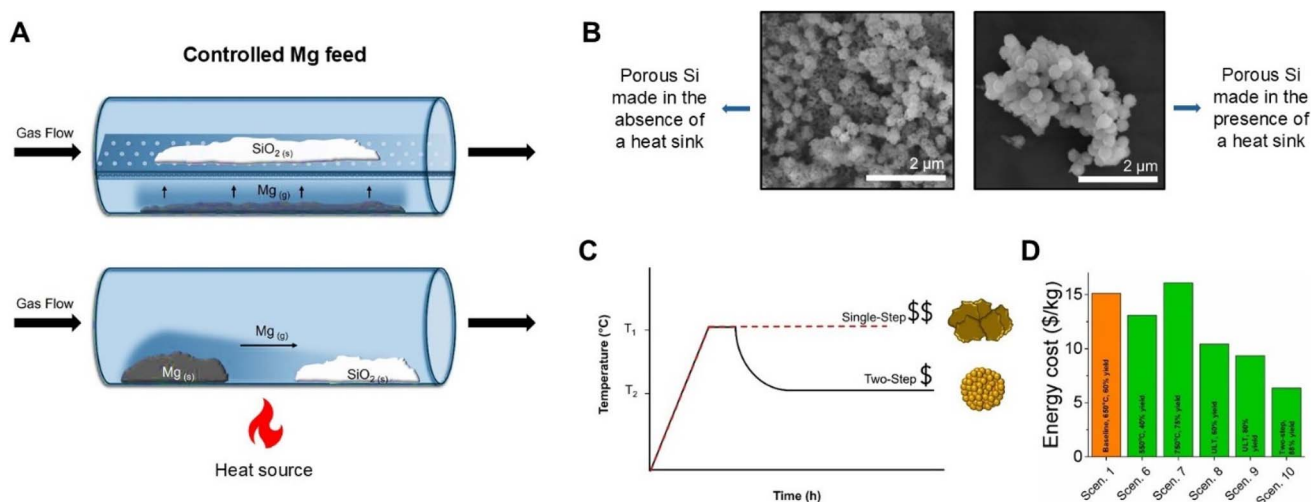 A
Controlled Mg feed
Gas Flow
SiO2 (s)
Mg (g)
Gas Flow
Mg (g)
Mg (s)
SiO2 (s)
Heat source
B
Porous Si
made in the
absence of
a heat sink
2 µm
2 µm
Porous Si
made in the
presence of
a heat sink
C
Temperature (°C)
T1
T2
Single-Step $$
Two-Step $
Time (h)
D
Energy cost ($/kg)
15
10
5
0
Baseline, 650°C, 60% yield
550°C, 40% yield
750°C, 75% yield
ULT, 60% yield
ULT,
yield
Two-step,
yield
Scen. 1
Scen. 6
Scen. 7
Scen. 8
Scen. 9
Scen. 10